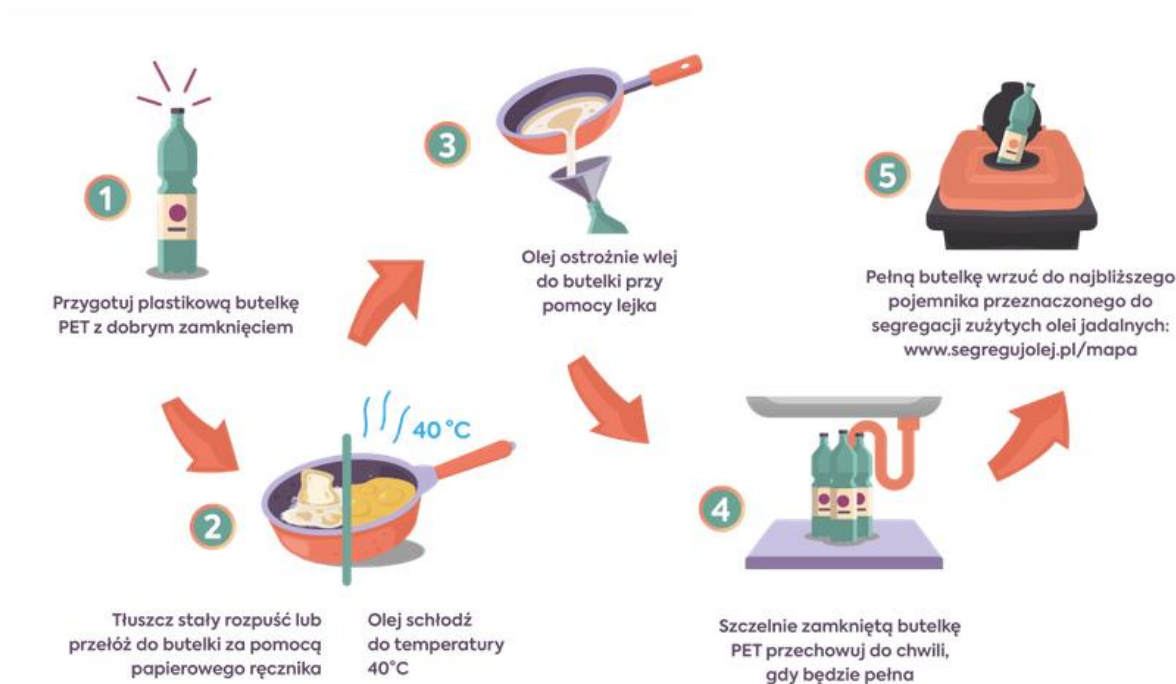 1
Przygotuj plastikową butelkę
PET z dobrym zamknięciem
2
40 °C
Tłuszcz stały rozpuść lub
przełóż do butelki za pomocą
papierowego ręcznika
Olej schłodź
do temperatury
40°C
3
Olej ostrożnie wlej
do butelki przy
pomocy lejka
4
Szczelnie zamkniętą butelkę
PET przechowuj do chwili,
gdy będzie pełna
5
Pełną butelkę wrzuć do najbliższego
pojemnika przeznaczonego do
segregacji zużytych olei jadalnych:
www.segregujolej.pl/mapa